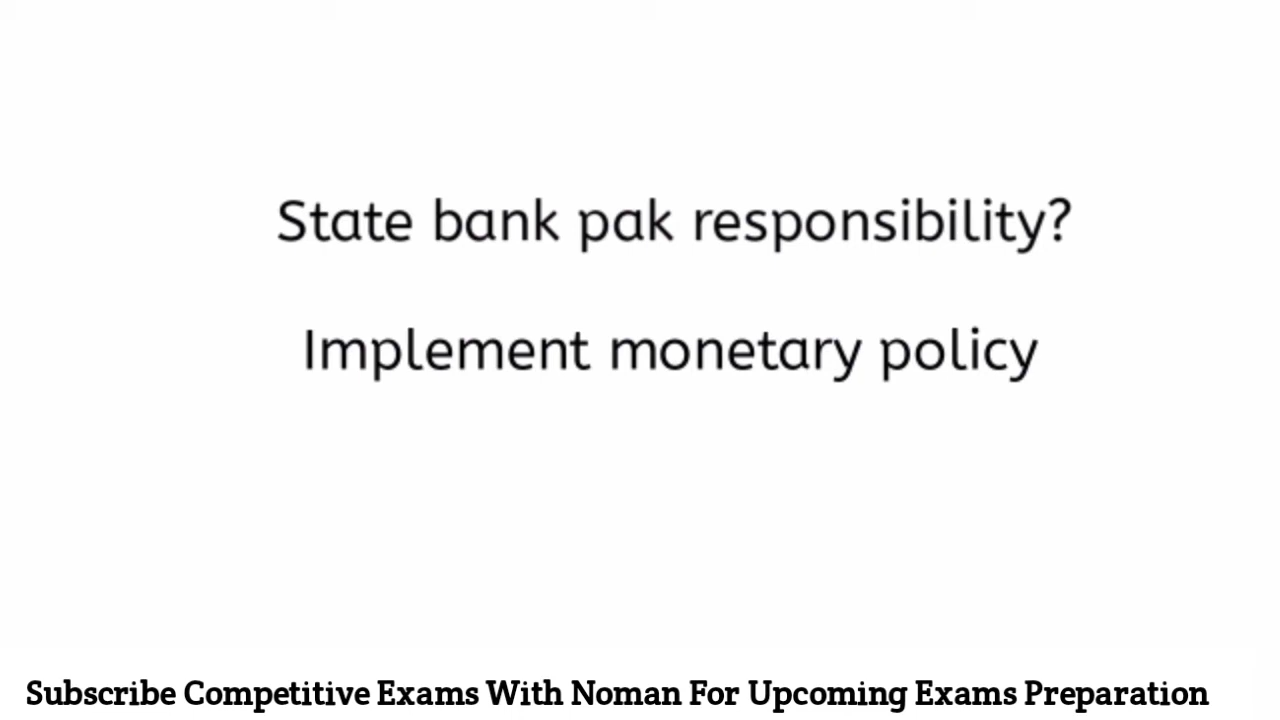 State bank pak responsibility?
Implement monetary policy
Subscribe Competitive Exams With Noman For Upcoming Exams Preparation